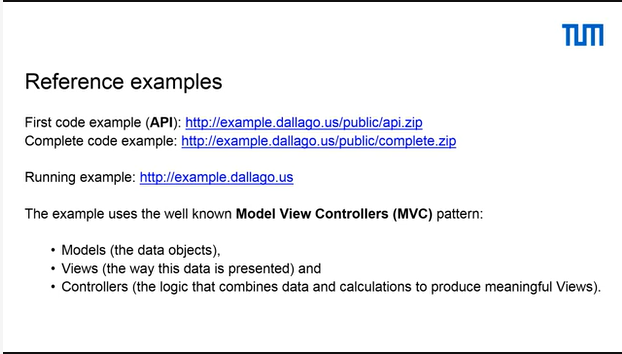 TUM
Reference examples
First code example (API): http://example.dallago.us/public/api.zip
Complete code example: http://example.dallago.us/public/complete.zip
Running example: http://example.dallago.us
The example uses the well known Model View Controllers (MVC) pattern:
• Models (the data objects),
• Views (the way this data is presented) and
• Controllers (the logic that combines data and calculations to produce meaningful Views).